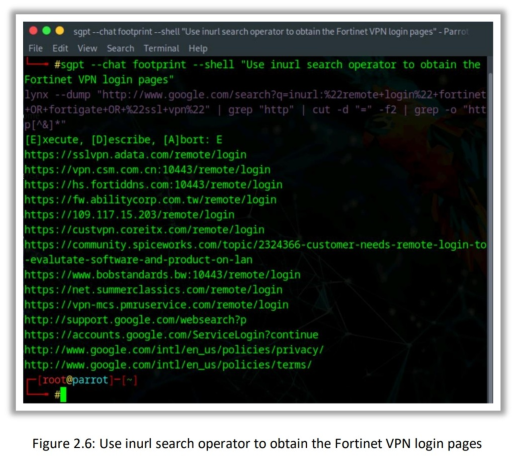 sgpt --chat footprint --shell "Use inurl search operator to obtain the Fortinet VPN login pages" - Parrot
File Edit View Search Terminal Help
#sgpt --chat footprint --shell "Use inurl search operator to obtain the
Fortinet VPN login pages"
lynx --dump "http://www.google.com/search?q=inurl:%22remote+login%22+fortinet
+OR+fortigate+OR+%22ssl+vpn%22" | grep "http" | cut -d "=" -f2 | grep -o "htt
p[^&]*"
[E]xecute, [D]escribe, [A]bort: E
https://sslvpn.adata.com/remote/login
https://vpn.csm.com.cn:10443/remote/login
https://hs.fortiddns.com:10443/remote/login
https://fw.abilitycorp.com.tw/remote/login
https://109.117.15.203/remote/login
https://custvpn.coreitx.com/remote/login
https://community.spiceworks.com/topic/2324366-customer-needs-remote-login-to
-evalutate-software-and-product-on-lan
https://www.bobstandards.bw:10443/remote/login
https://net.summerclassics.com/remote/login
https://vpn-mcs.pmruservice.com/remote/login
http://support.google.com/websearch?p
https://accounts.google.com/ServiceLogin?continue
http://www.google.com/intl/en_us/policies/privacy/
http://www.google.com/intl/en_us/policies/terms/
[root@parrot]-[~]
#
Figure 2.6: Use inurl search operator to obtain the Fortinet VPN login pages